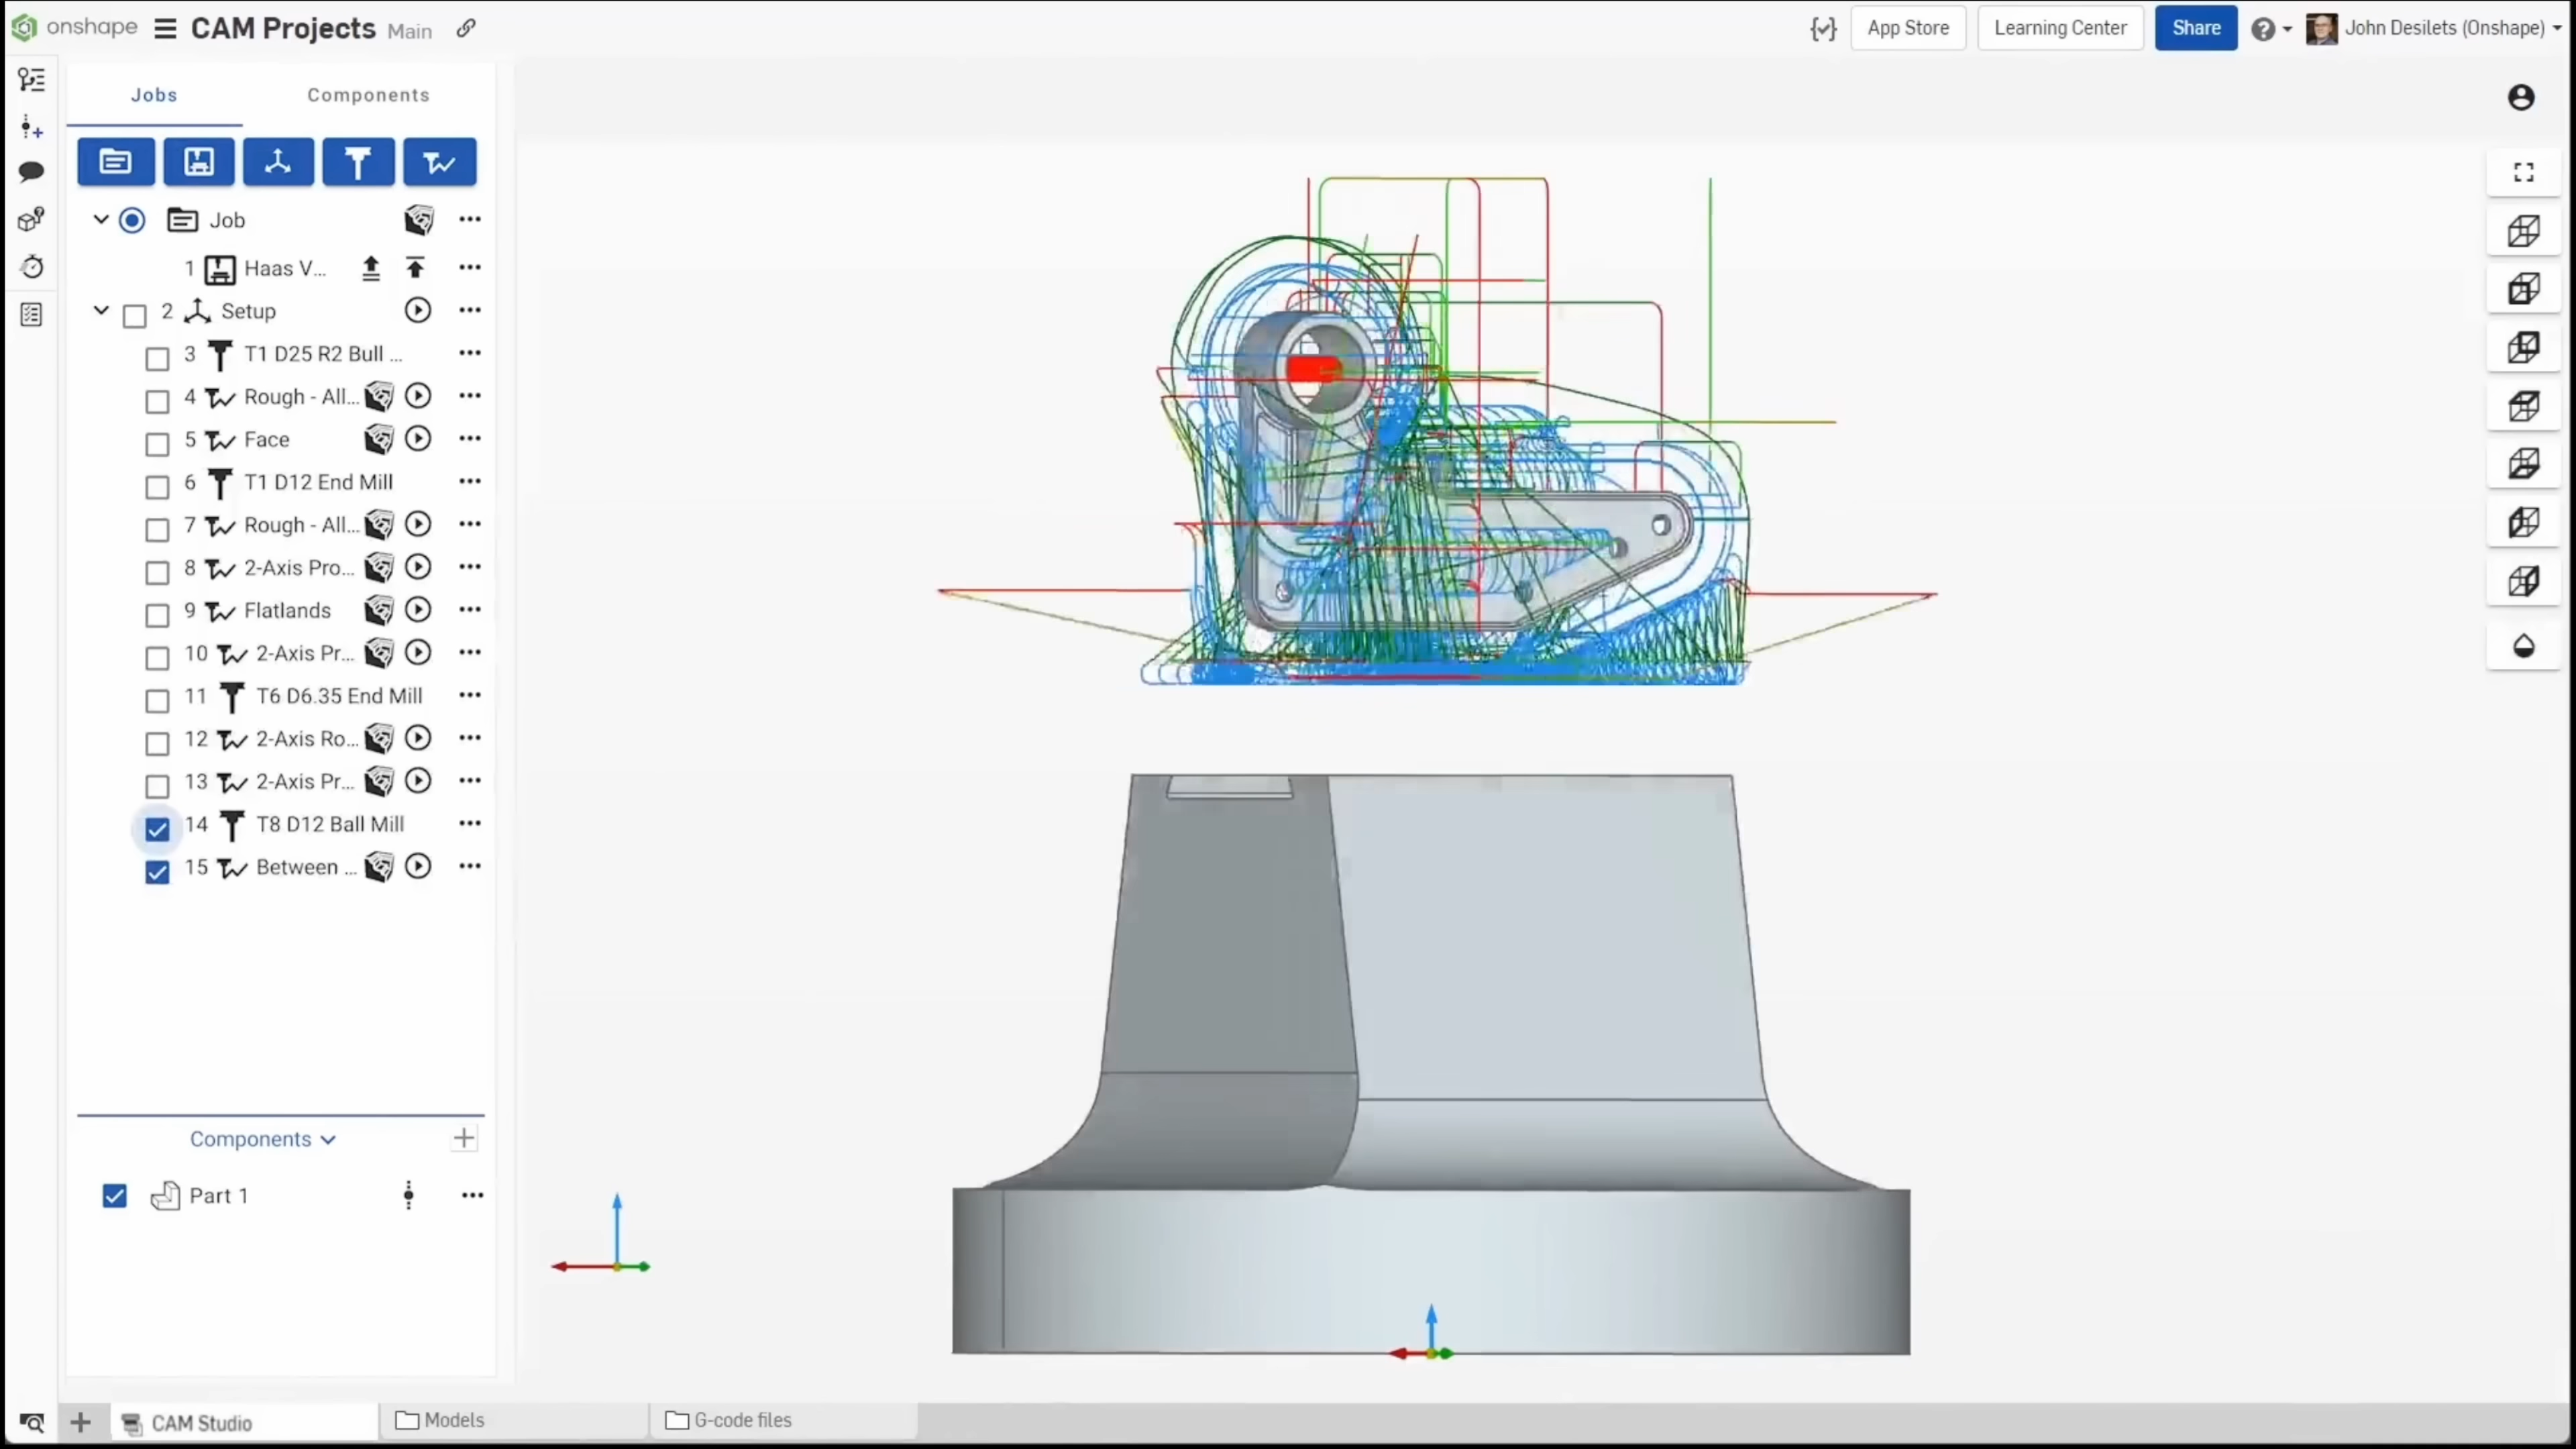 onshape CAM Projects Main
App Store Learning Center Share John Desilets (Onshape)
Jobs Components
Job
1 Haas V...
2 Setup
3 T1 D25 R2 Bull ...
4 Rough - All...
5 Face
6 T1 D12 End Mill
7 Rough - All...
8 2-Axis Pro...
9 Flatlands
10 2-Axis Pr...
11 T6 D6.35 End Mill
12 2-Axis Ro...
13 2-Axis Pr...
14 T8 D12 Ball Mill
15 Between ...
Components
Part 1
CAM Studio Models G-code files